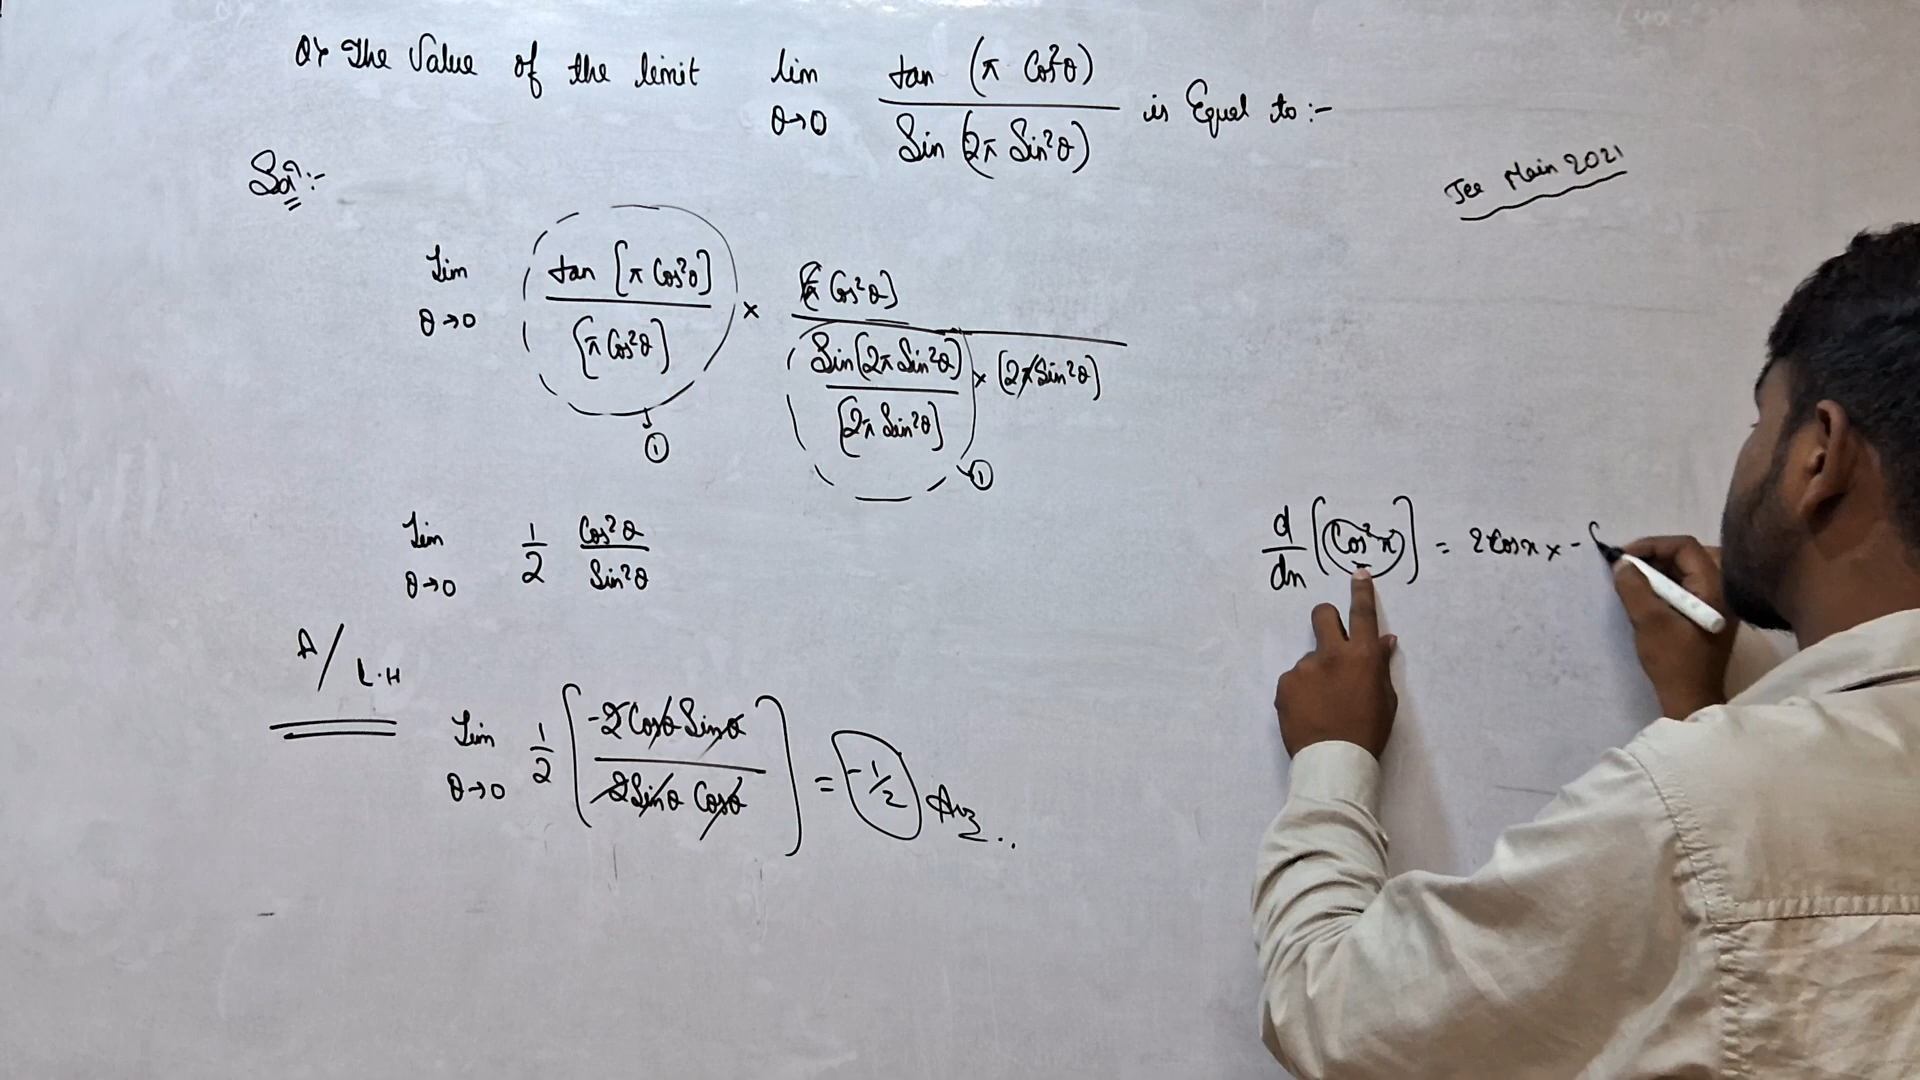 Q> The Value of the limit lim θ→0 tan (π Cos²θ) / Sin (2π Sin²θ) is Equal to :-
Jee Main 2021
Solⁿ:-
Lim θ→0 tan [π Cos²θ] / [π Cos²θ] × [π Cos²θ] / Sin[2π Sin²θ] / [2π Sin²θ] × [2π Sin²θ]
①
①
Lim θ→0 1/2 Cos²θ / Sin²θ
d/dx [Cos²x] = 2 Cosx × -
A/ L.H
Lim θ→0 1/2 [-2 Cosθ Sinθ / 2 Sinθ Cosθ] = -1/2 Ans..